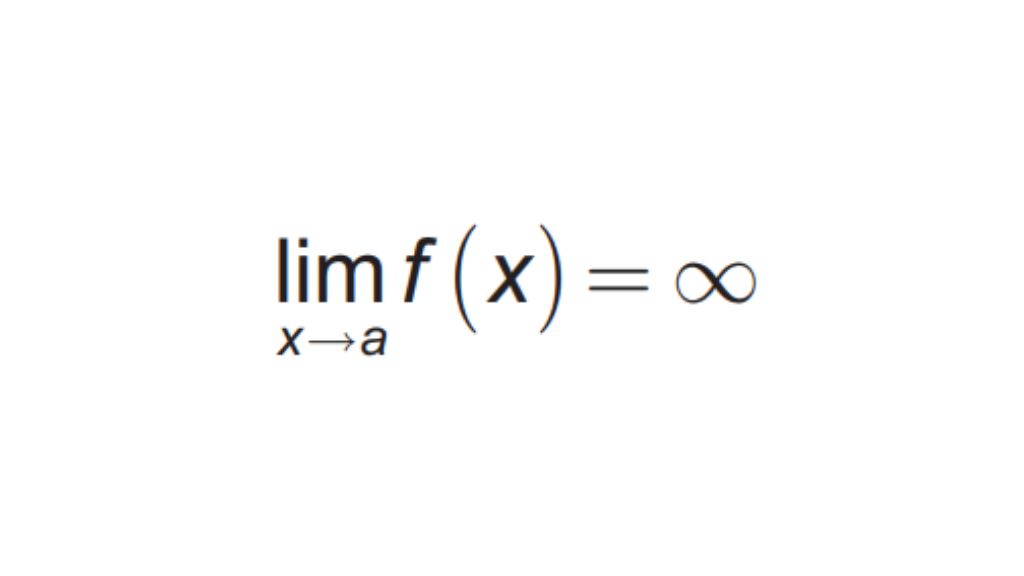 lim f (x) = ∞
x→a